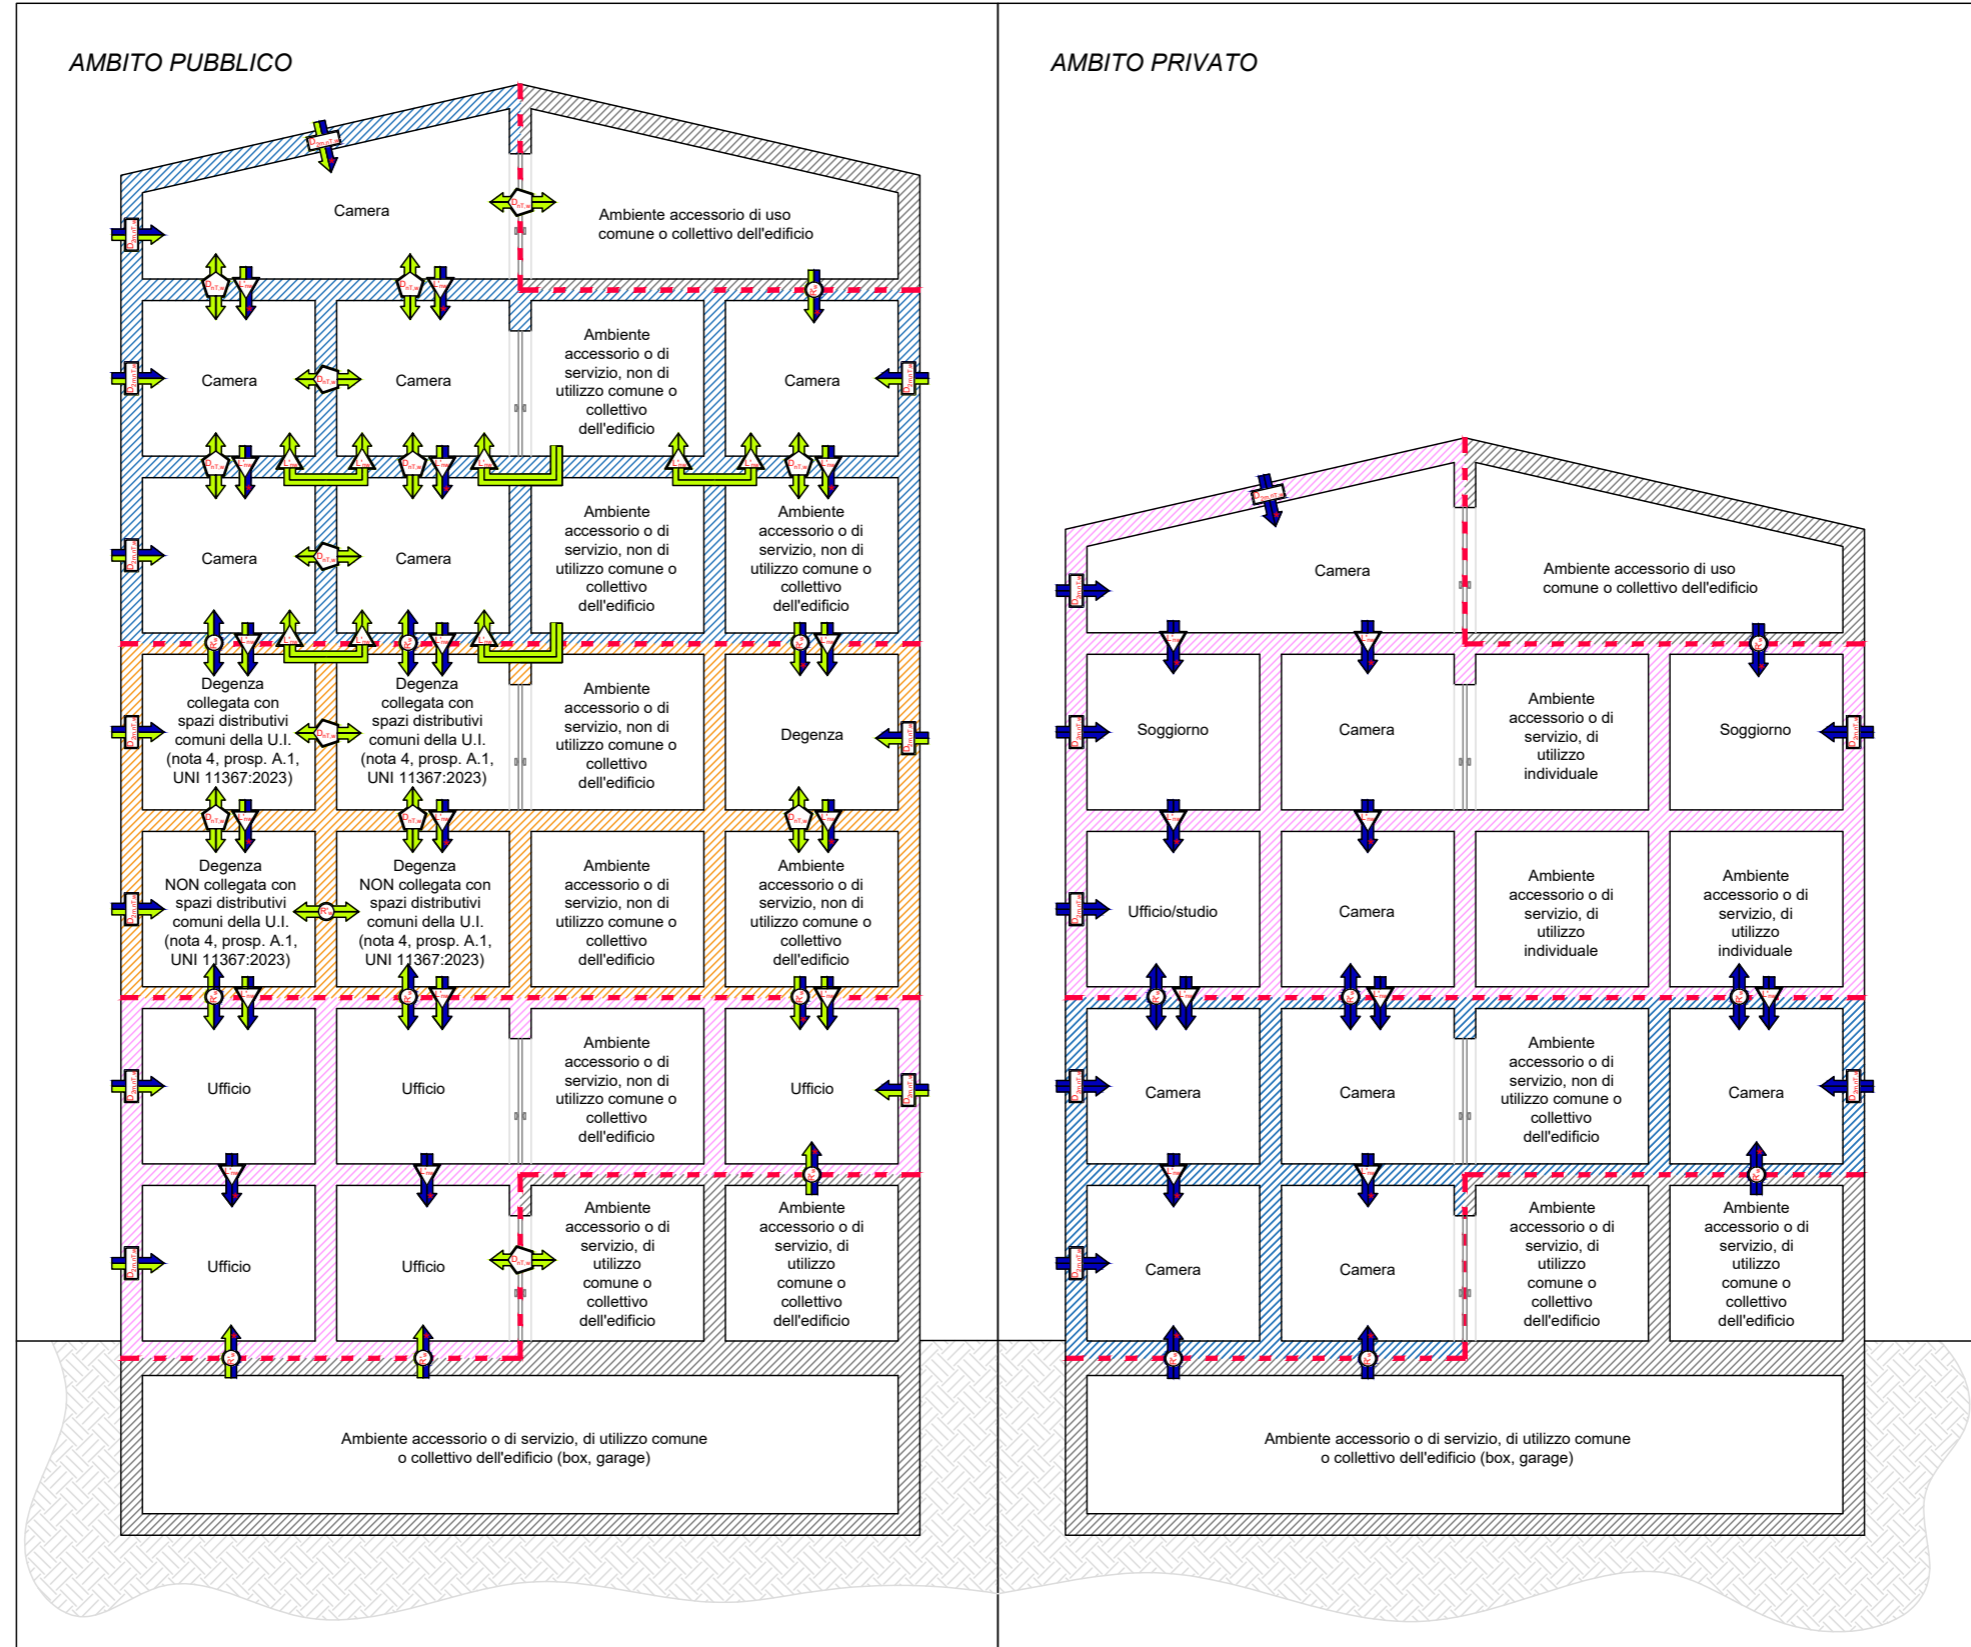 AMBITO PUBBLICO
Camera
Ambiente accessorio di uso
comune o collettivo dell'edificio
Camera
Camera
Ambiente
accessorio o di
servizio, non di
utilizzo comune o
collettivo
dell'edificio
Camera
Camera
Camera
Ambiente
accessorio o di
servizio, non di
utilizzo comune o
collettivo
dell'edificio
Ambiente
accessorio o di
servizio, non di
utilizzo comune o
collettivo
dell'edificio
Degenza
collegata con
spazi distributivi
comuni della U.I.
(nota 4, prosp. A.1,
UNI 11367:2023)
Degenza
collegata con
spazi distributivi
comuni della U.I.
(nota 4, prosp. A.1,
UNI 11367:2023)
Ambiente
accessorio o di
servizio, non di
utilizzo comune o
collettivo
dell'edificio
Degenza
Degenza
NON collegata con
spazi distributivi
comuni della U.I.
(nota 4, prosp. A.1,
UNI 11367:2023)
Degenza
NON collegata con
spazi distributivi
comuni della U.I.
(nota 4, prosp. A.1,
UNI 11367:2023)
Ambiente
accessorio o di
servizio, non di
utilizzo comune o
collettivo
dell'edificio
Ambiente
accessorio o di
servizio, non di
utilizzo comune o
collettivo
dell'edificio
Ufficio
Ufficio
Ambiente
accessorio o di
servizio, non di
utilizzo comune o
collettivo
dell'edificio
Ufficio
Ufficio
Ufficio
Ambiente
accessorio o di
servizio, di
utilizzo
comune o
collettivo
dell'edificio
Ambiente
accessorio o di
servizio, di
utilizzo
comune o
collettivo
dell'edificio
Ambiente accessorio o di servizio, di utilizzo comune
o collettivo dell'edificio (box, garage)
AMBITO PRIVATO
Camera
Ambiente accessorio di uso
comune o collettivo dell'edificio
Soggiorno
Camera
Ambiente
accessorio o di
servizio, di
utilizzo
individuale
Soggiorno
Ufficio/studio
Camera
Ambiente
accessorio o di
servizio, di
utilizzo
individuale
Ambiente
accessorio o di
servizio, di
utilizzo
individuale
Camera
Camera
Ambiente
accessorio o di
servizio, non di
utilizzo comune o
collettivo
dell'edificio
Camera
Camera
Camera
Ambiente
accessorio o di
servizio, di
utilizzo
comune o
collettivo
dell'edificio
Ambiente
accessorio o di
servizio, di
utilizzo
comune o
collettivo
dell'edificio
Ambiente accessorio o di servizio, di utilizzo comune
o collettivo dell'edificio (box, garage)